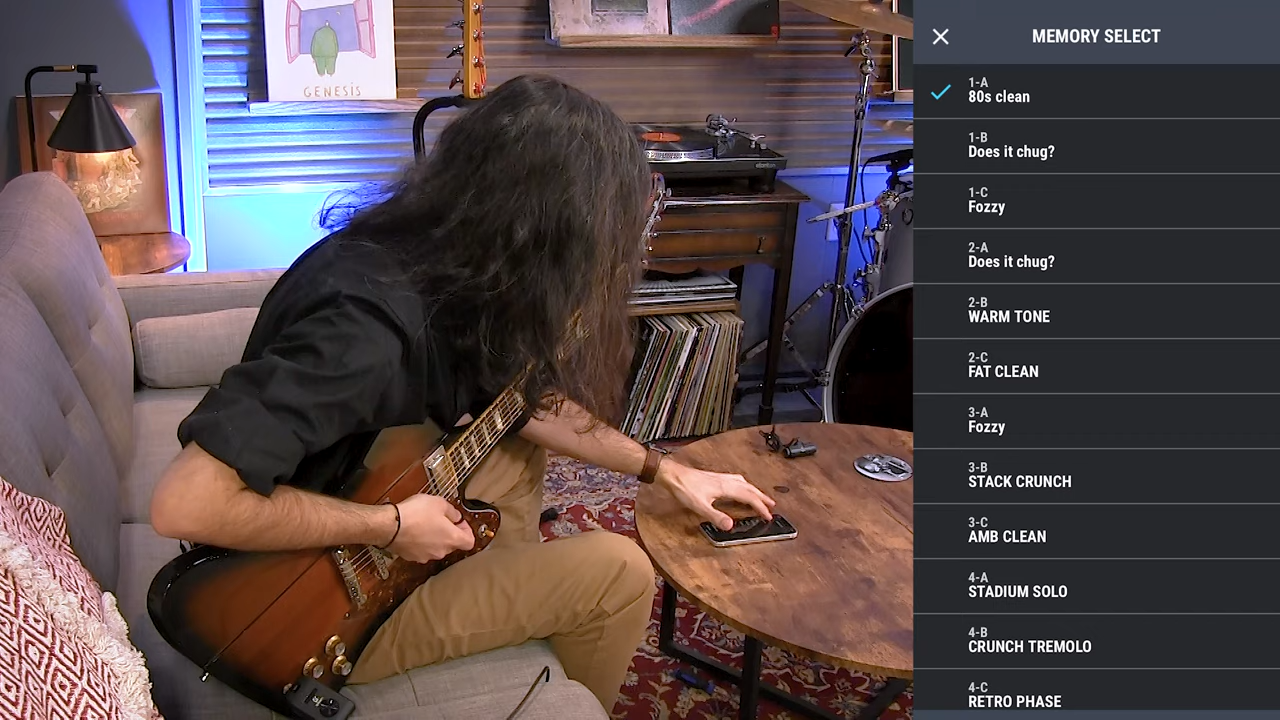 GENESIS
MEMORY SELECT
1-A
80s clean
1-B
Does it chug?
1-C
Fozzy
2-A
Does it chug?
2-B
WARM TONE
2-C
FAT CLEAN
3-A
Fozzy
3-B
STACK CRUNCH
3-C
AMB CLEAN
4-A
STADIUM SOLO
4-B
CRUNCH TREMOLO
4-C
RETRO PHASE